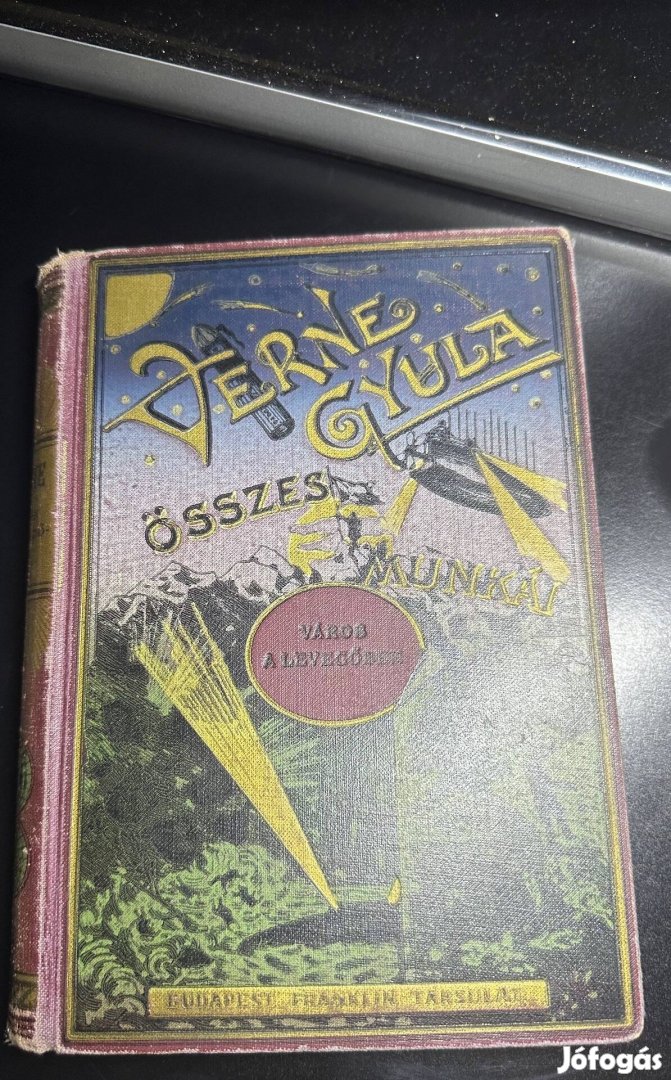 VERNE
GYULA
ÖSSZES
MUNKÁI
VÁROS
A LEVEGŐBEN
BUDAPEST, FRANKLIN TÁRSULAT
Jófogás